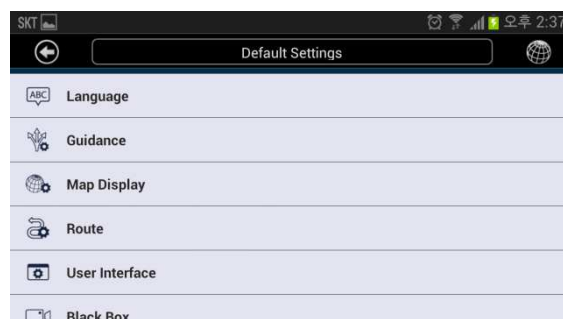 SKT 오후 2:37
Default Settings
ABC Language
Guidance
Map Display
Route
User Interface
Black Box